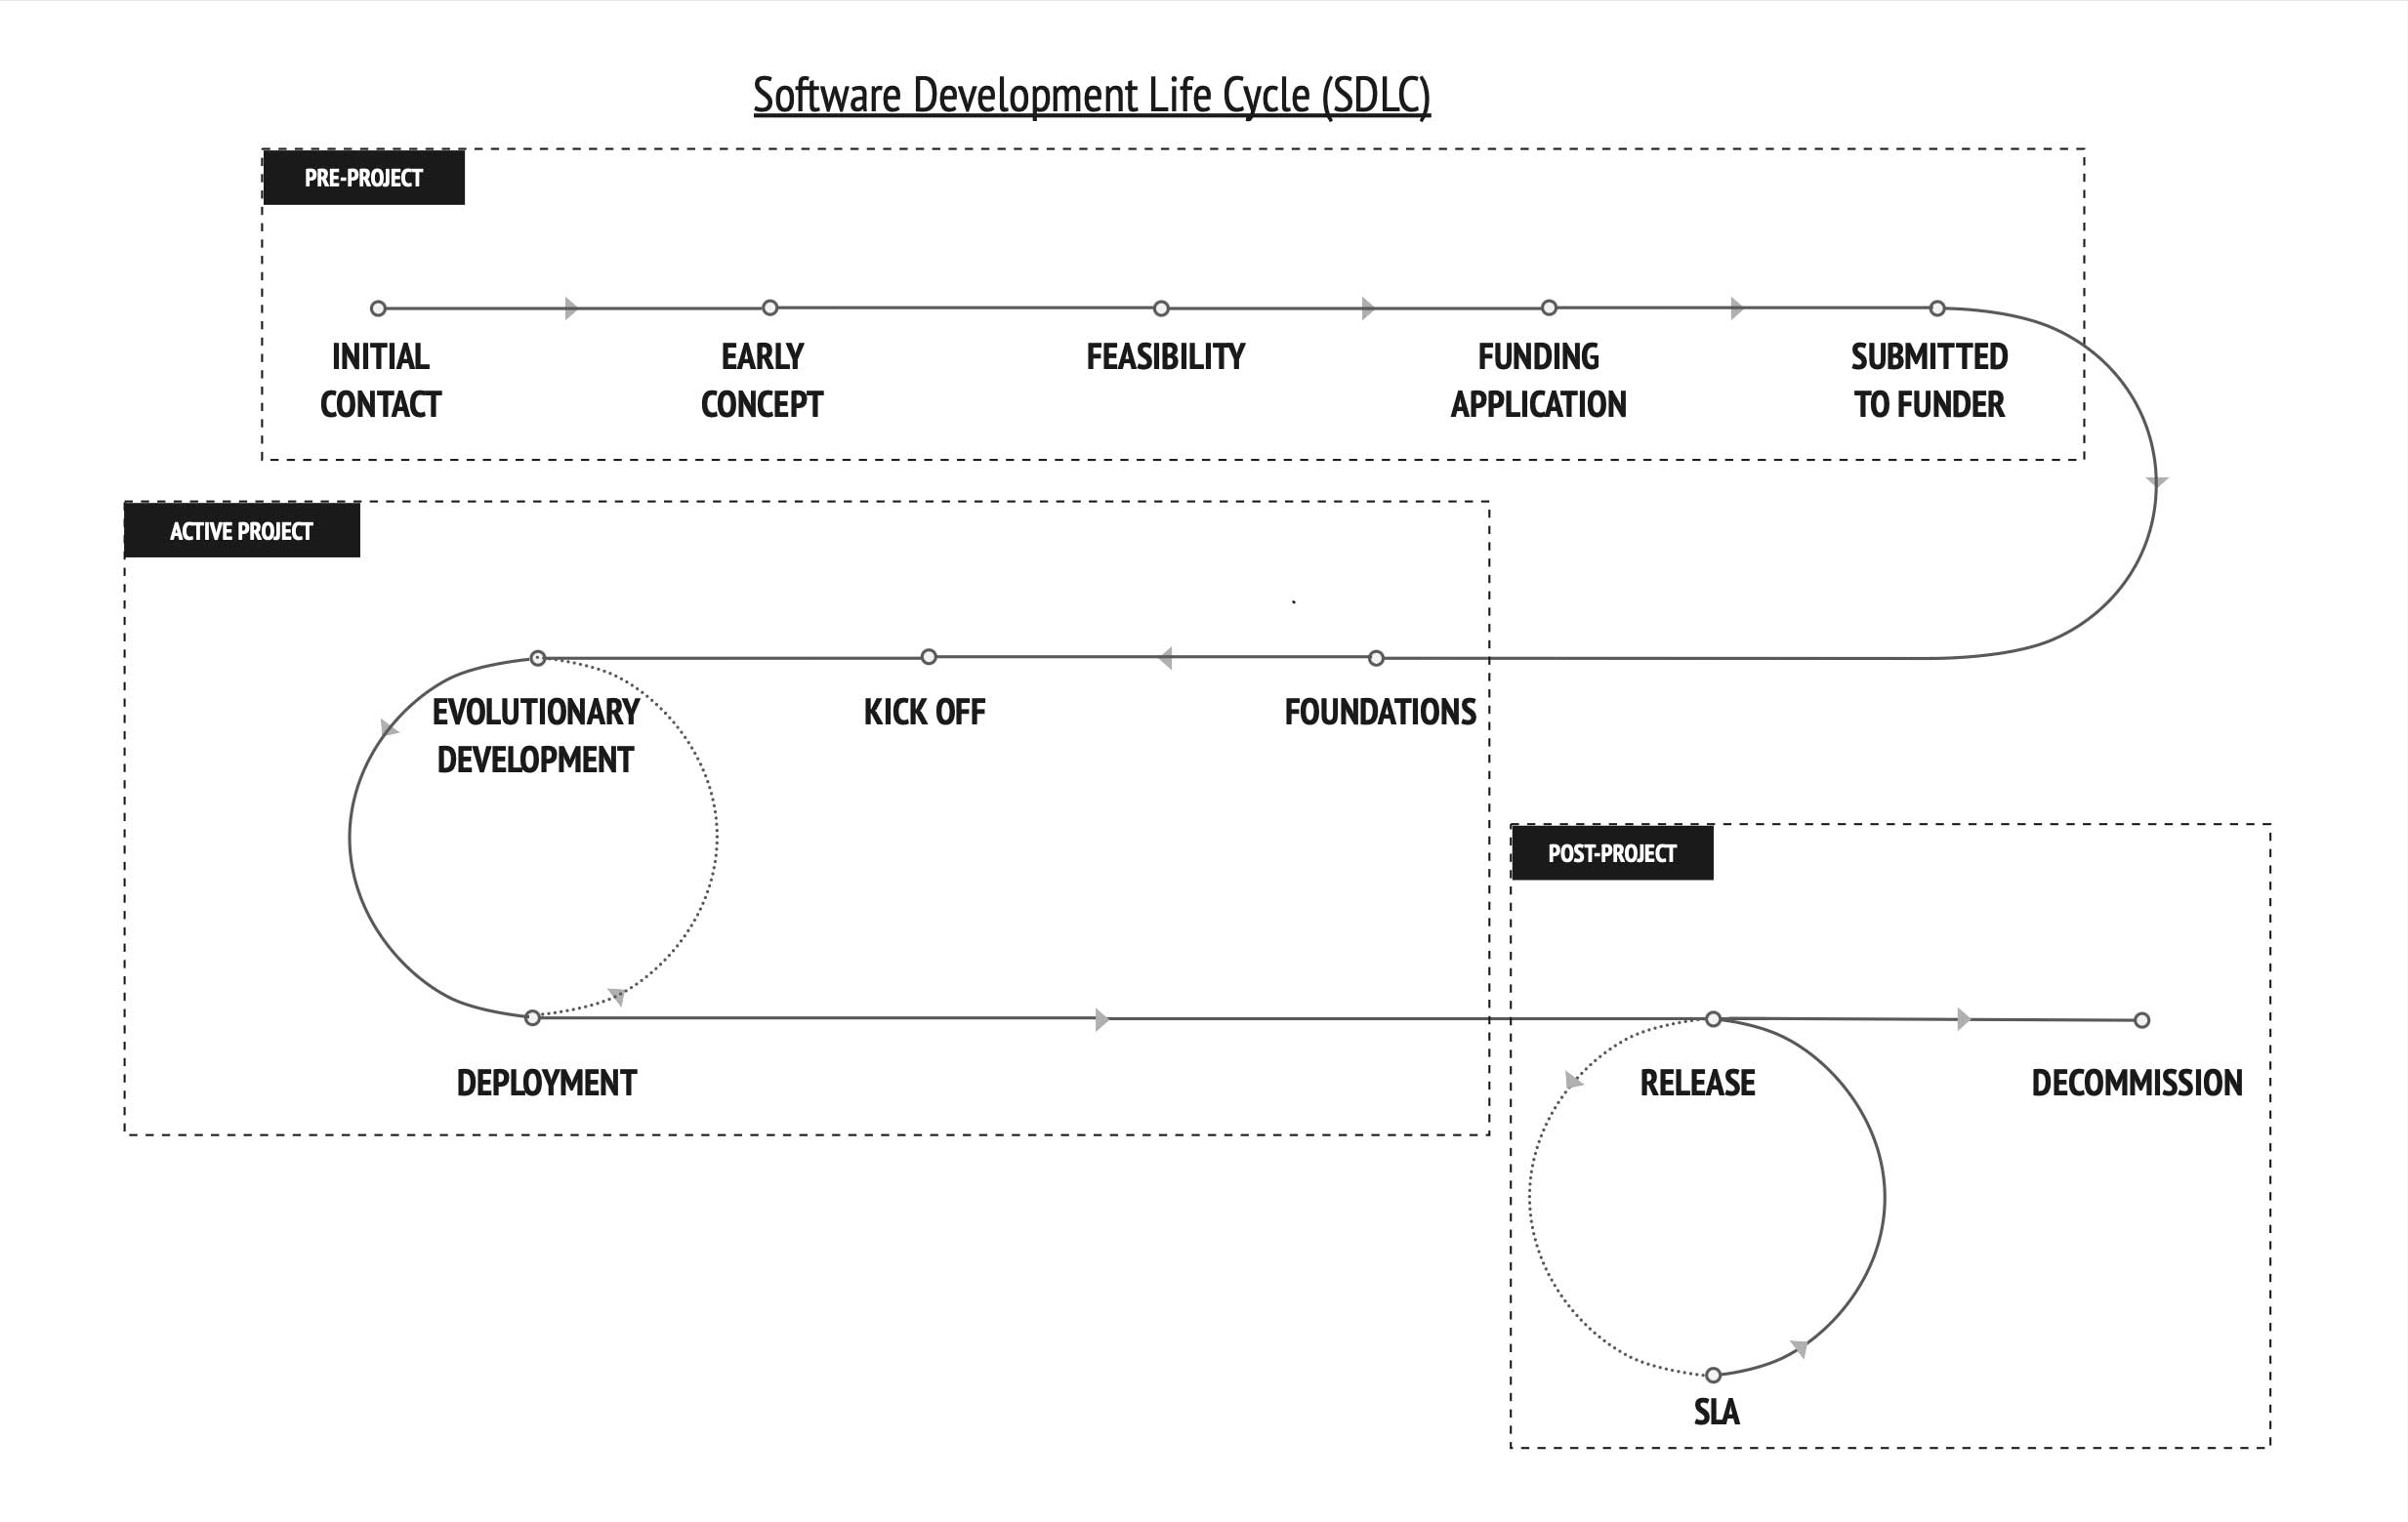 Software Development Life Cycle (SDLC)
PRE-PROJECT
INITIAL
CONTACT
EARLY
CONCEPT
FEASIBILITY
FUNDING
APPLICATION
SUBMITTED
TO FUNDER
ACTIVE PROJECT
EVOLUTIONARY
DEVELOPMENT
KICK OFF
FOUNDATIONS
DEPLOYMENT
POST-PROJECT
RELEASE
DECOMMISSION
SLA